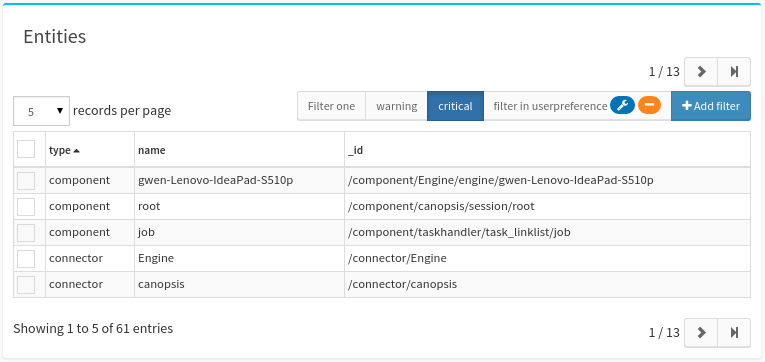 Entities
1 / 13
5 records per page
Filter one warning critical filter in userpreference Add filter
type name _id
component gwen-Lenovo-IdeaPad-S510p /component/Engine/engine/gwen-Lenovo-IdeaPad-S510p
component root /component/canopsis/session/root
component job /component/taskhandler/task_linklist/job
connector Engine /connector/Engine
connector canopsis /connector/canopsis
Showing 1 to 5 of 61 entries
1 / 13